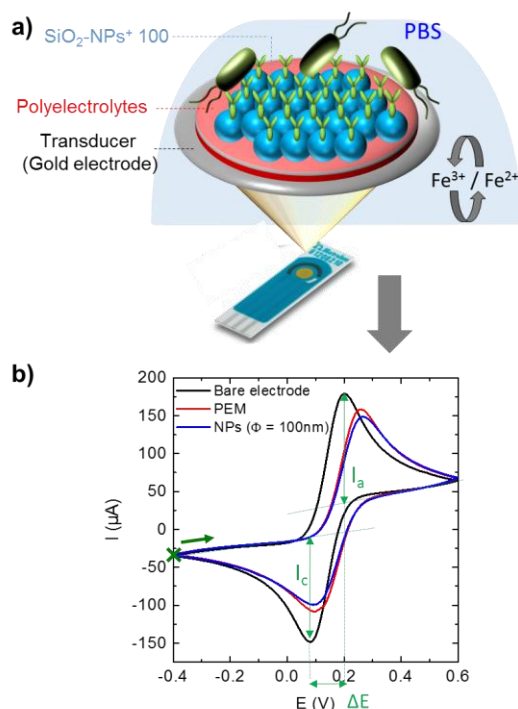 a)
SiO₂-NPs⁺ 100
PBS
Polyelectrolytes
Transducer
(Gold electrode)
Fe³⁺ / Fe²⁺
b)
200
150
100
50
0
-50
-100
-150
I (µA)
Bare electrode
PEM
NPs (Φ = 100nm)
Iₐ
I꜀
-0.4
-0.2
0.0
0.2
0.4
0.6
E (V)
ΔE